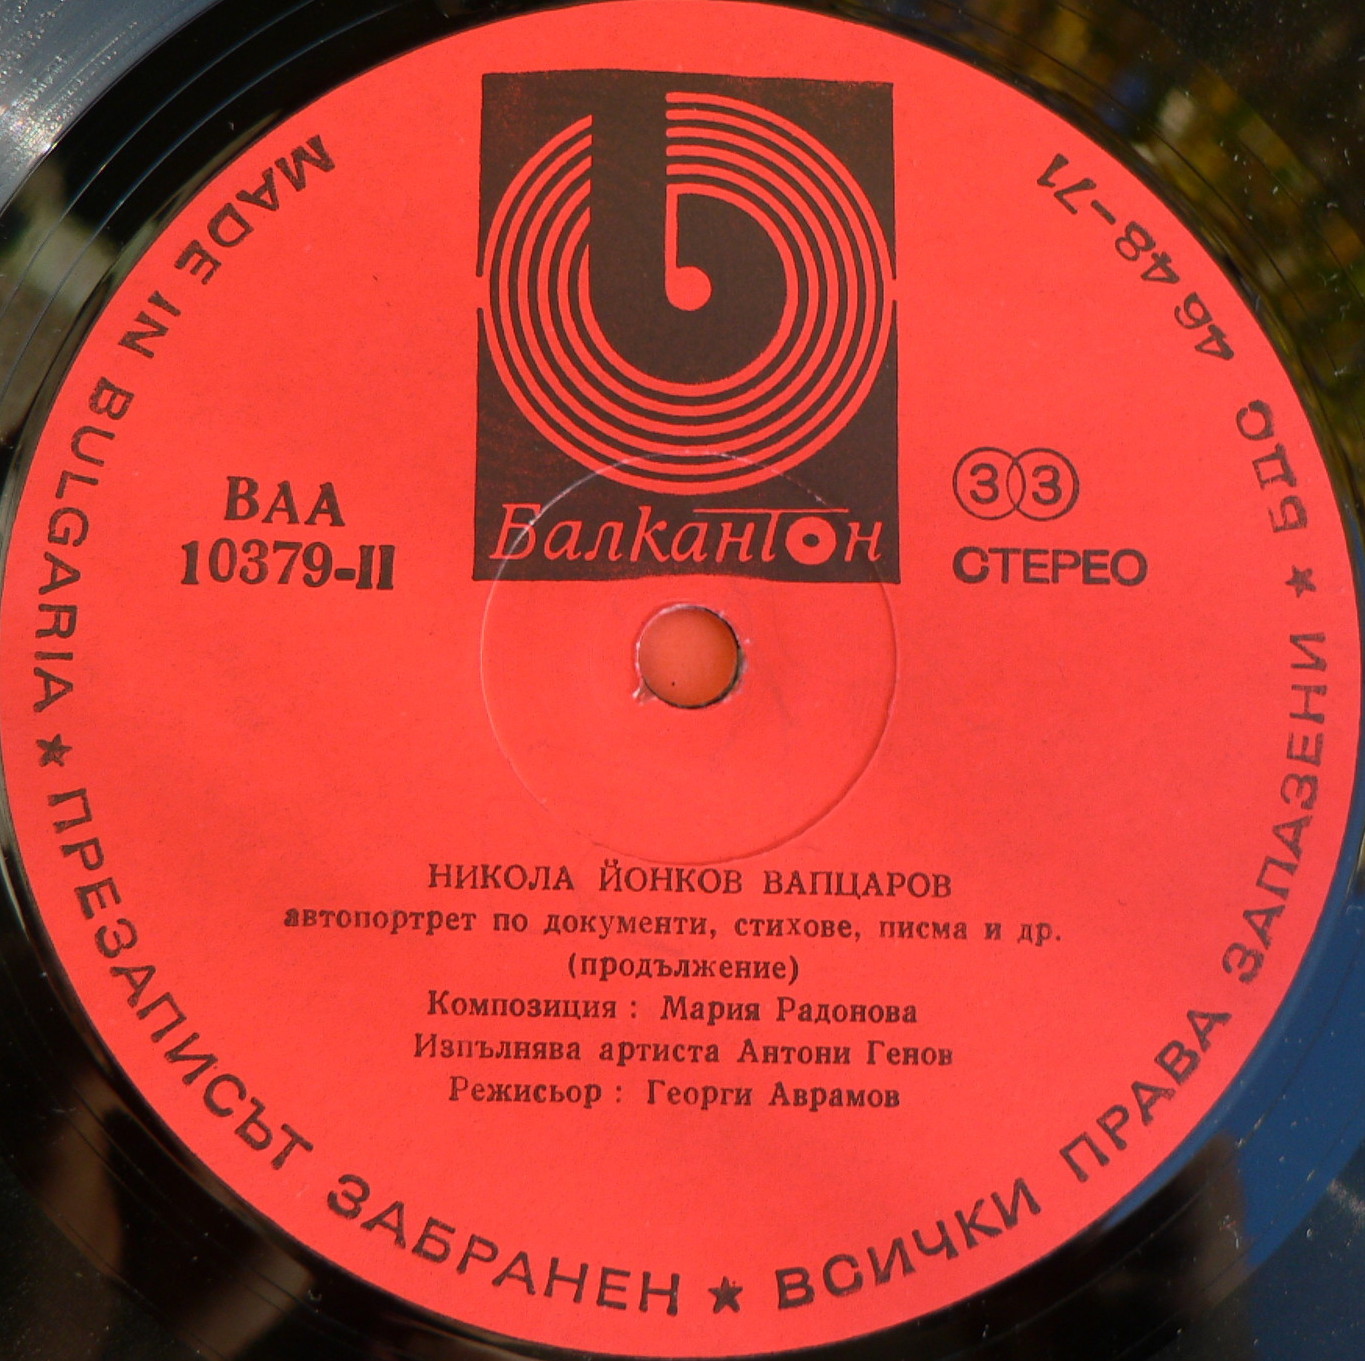 Балкантон
ВАА
10379-II
33
СТЕРЕО
НИКОЛА ЙОНКОВ ВАПЦАРОВ
автопортрет по документи, стихове, писма и др.
(продължение)
Композиция : Мария Радонова
Изпълнява артиста Антони Генов
Режисьор : Георги Аврамов
MADE IN BULGARIA ★ ПРЕЗАПИСЪТ ЗАБРАНЕН ★ ВСИЧКИ ПРАВА ЗАПАЗЕНИ ★ БДС 4648-71